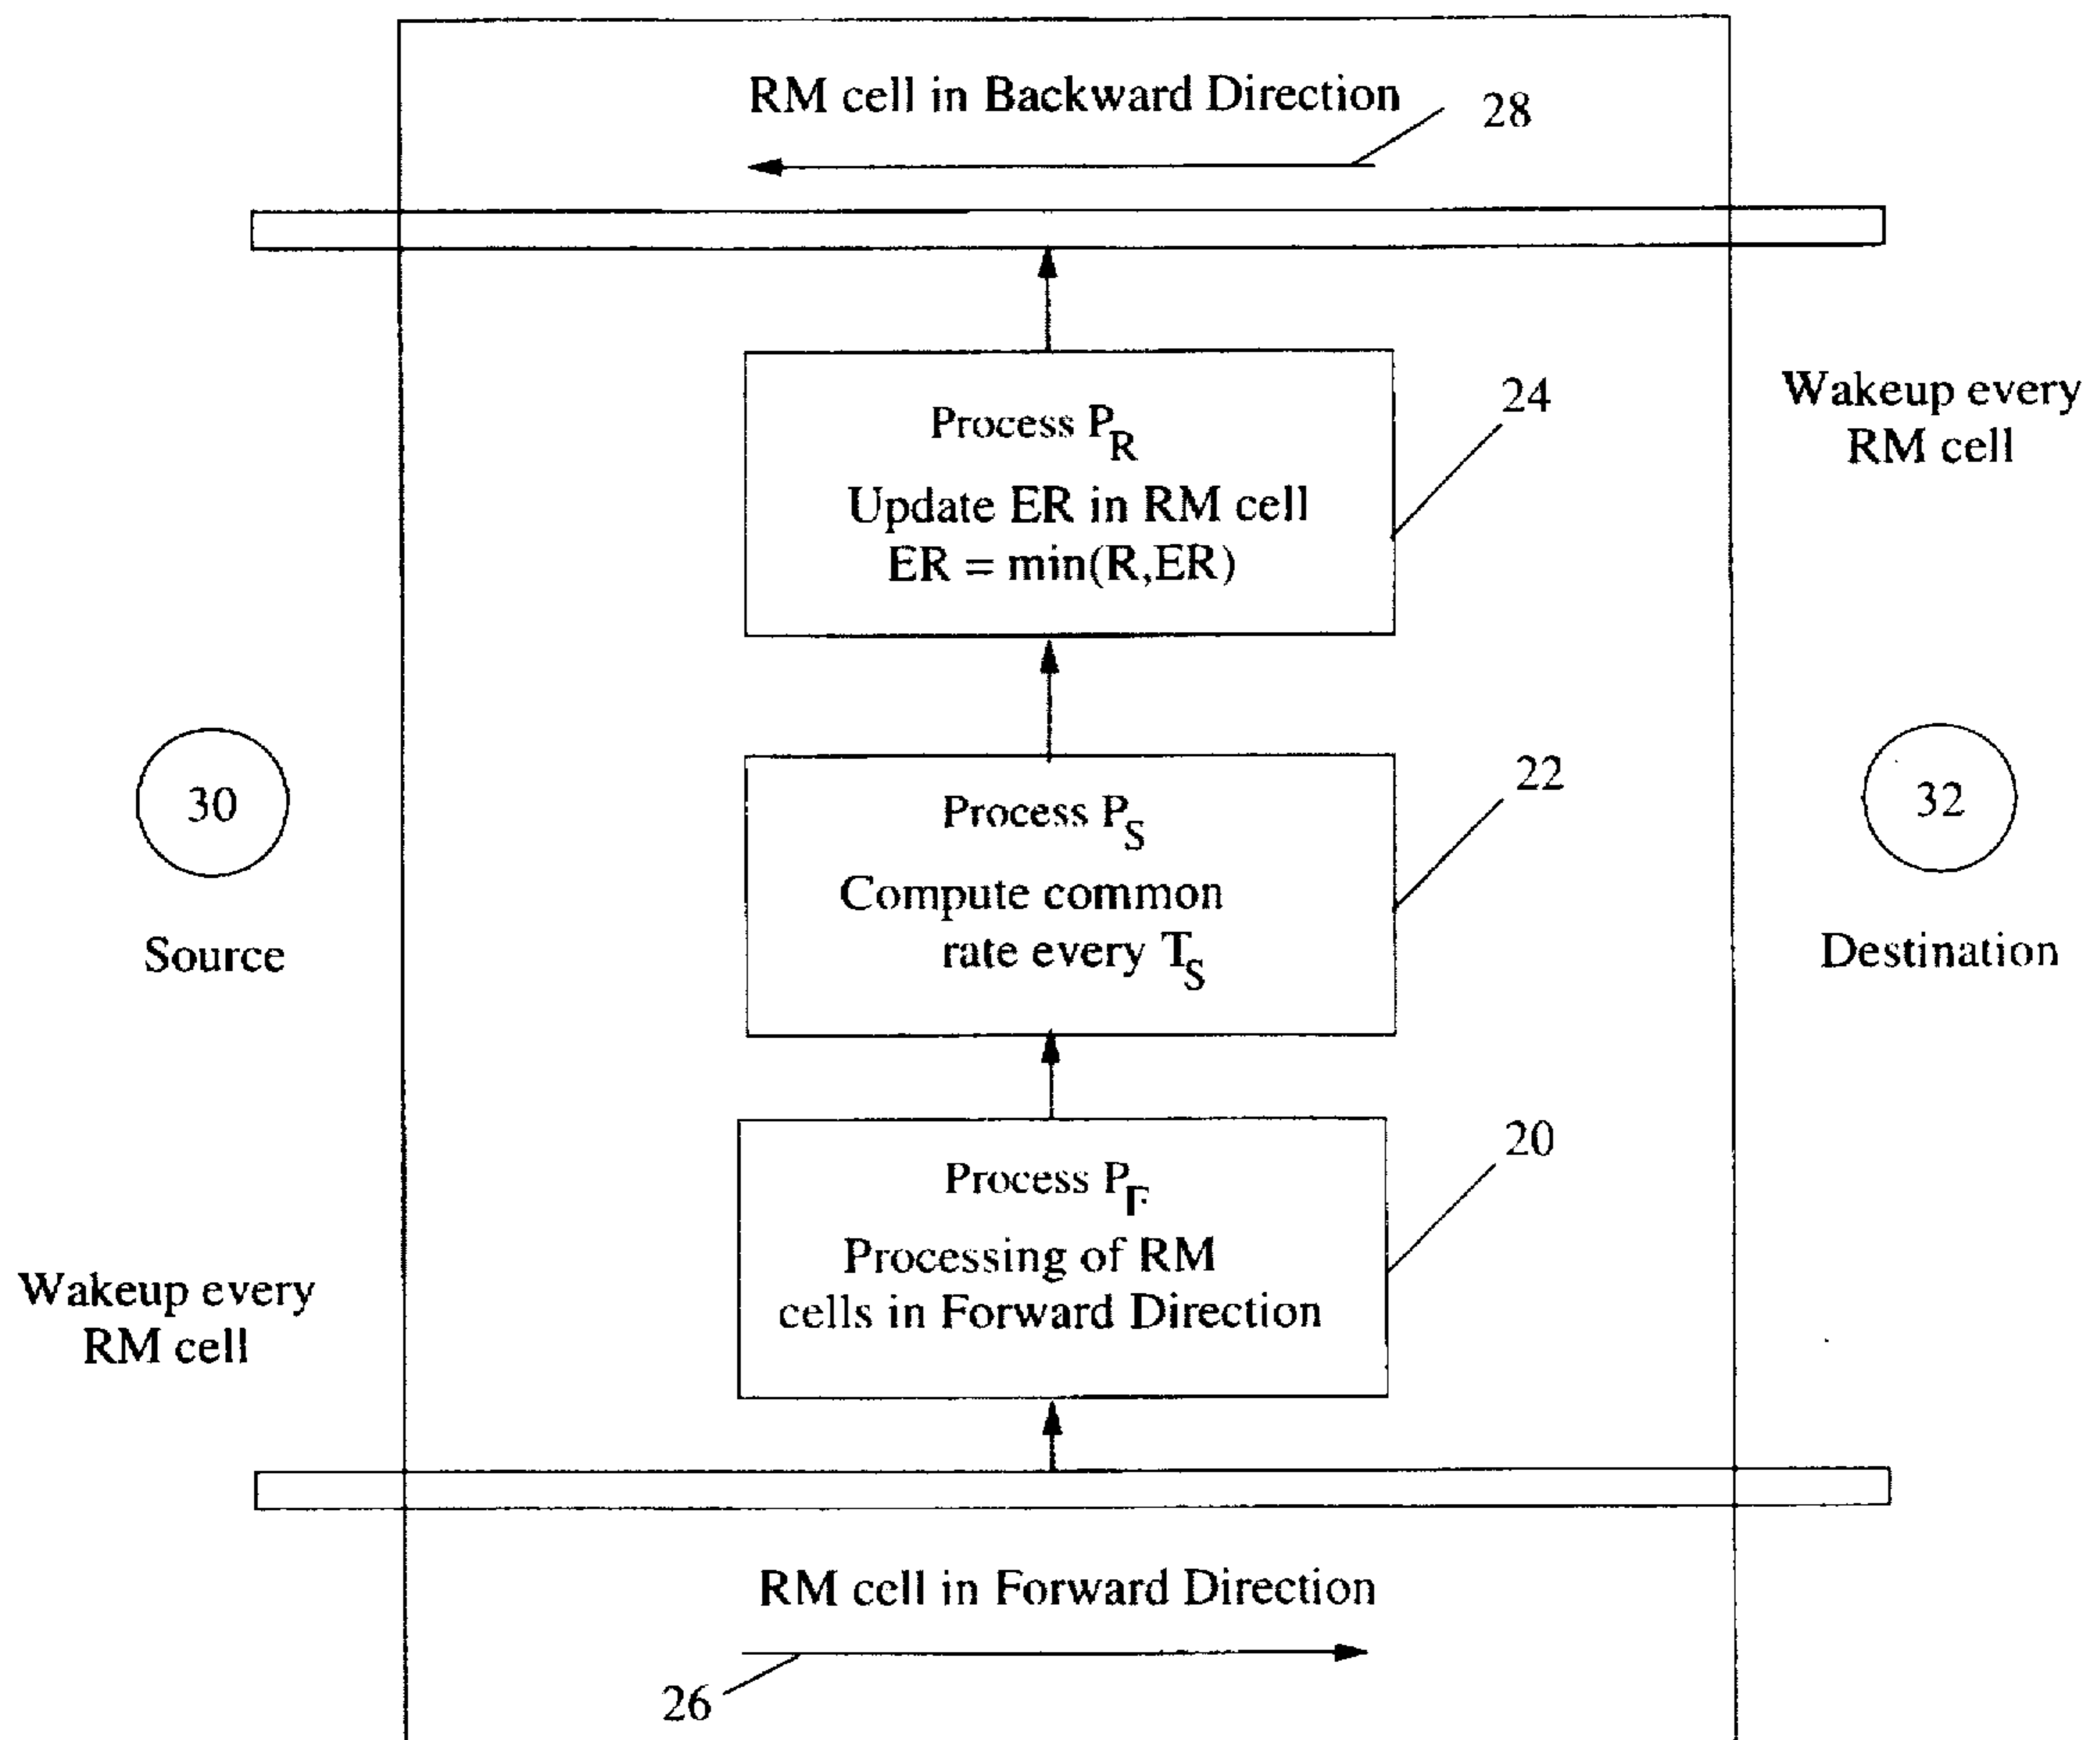 RM cell in Backward Direction
28
Process P_R
Update ER in RM cell
ER = min(R,ER)
24
Wakeup every
RM cell
30
Source
Process P_S
Compute common
rate every T_S
22
32
Destination
Process P_F
Processing of RM
cells in Forward Direction
20
Wakeup every
RM cell
RM cell in Forward Direction
26